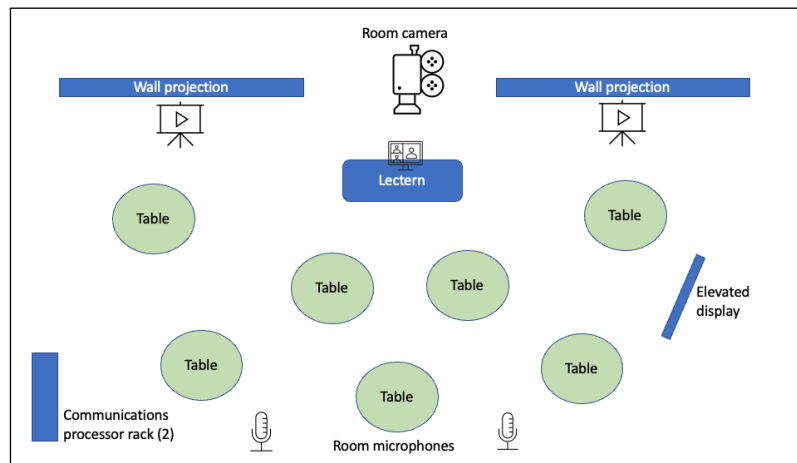 Room camera
Wall projection
Wall projection
Lectern
Table
Table
Table
Table
Elevated
display
Table
Table
Table
Communications
processor rack (2)
Room microphones